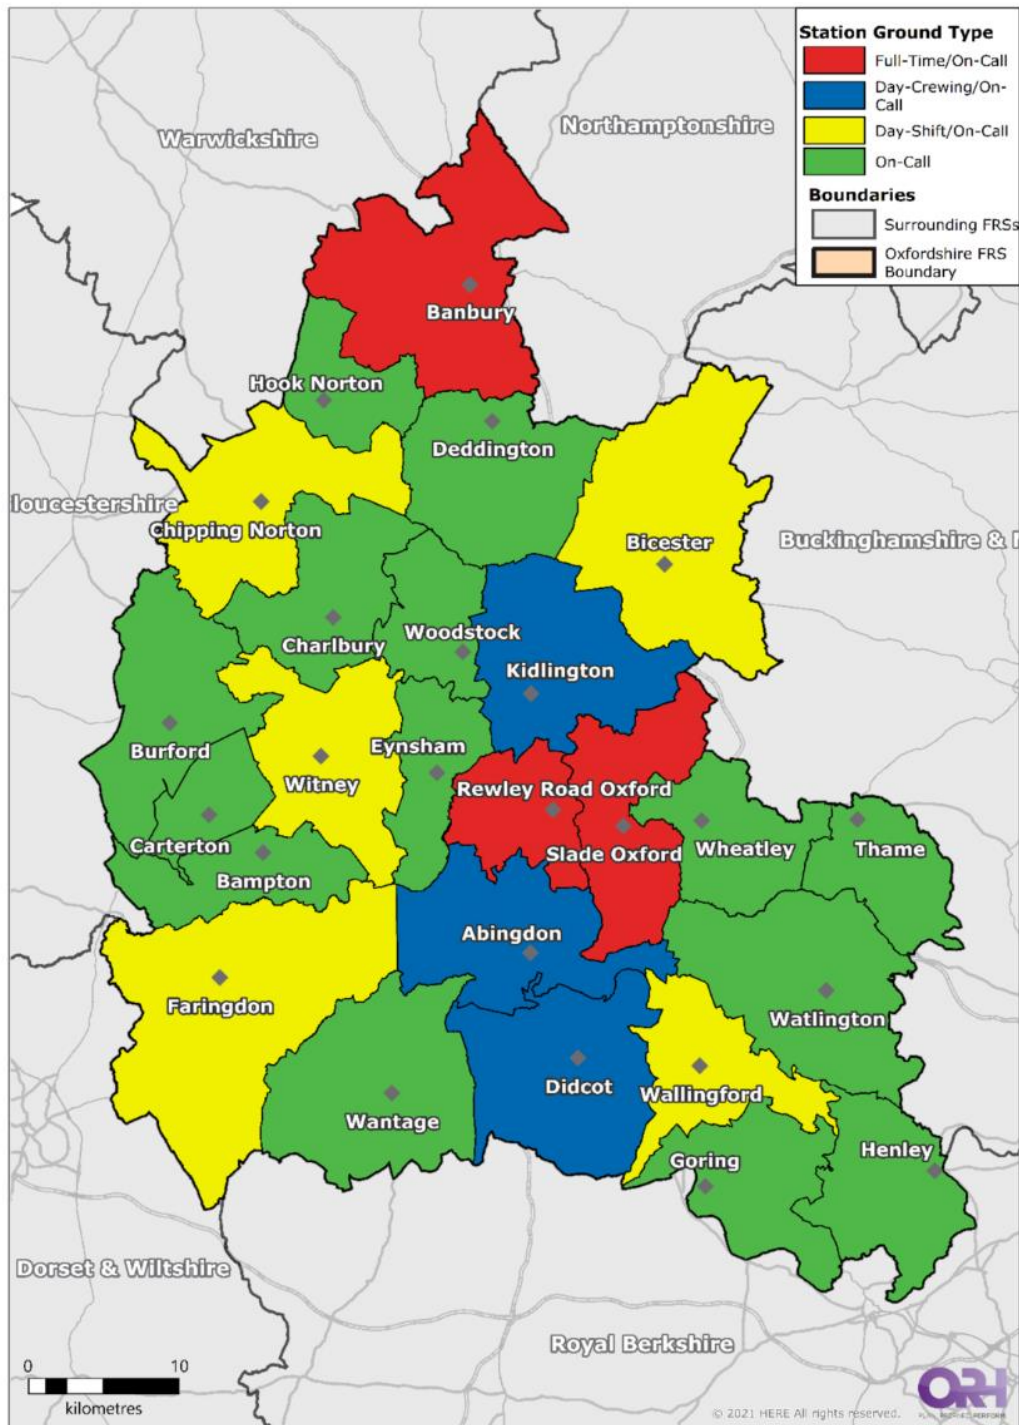 Station Ground Type
Full-Time/On-Call
Day-Crewing/On-
Call
Day-Shift/On-Call
On-Call
Boundaries
Surrounding FRSs
Oxfordshire FRS
Boundary
Warwickshire
Northamptonshire
Banbury
Hook Norton
Deddington
loucestershire
Chipping Norton
Bicester
Buckinghamshire & M
Charlbury
Woodstock
Kidlington
Burford
Witney
Eynsham
Rewley Road Oxford
Carterton
Slade Oxford
Wheatley
Thame
Bampton
Abingdon
Faringdon
Watlington
Didcot
Wallingford
Wantage
Goring
Henley
Dorset & Wiltshire
Royal Berkshire
0 10
kilometres
ORH
© 2021 HERE All rights reserved.